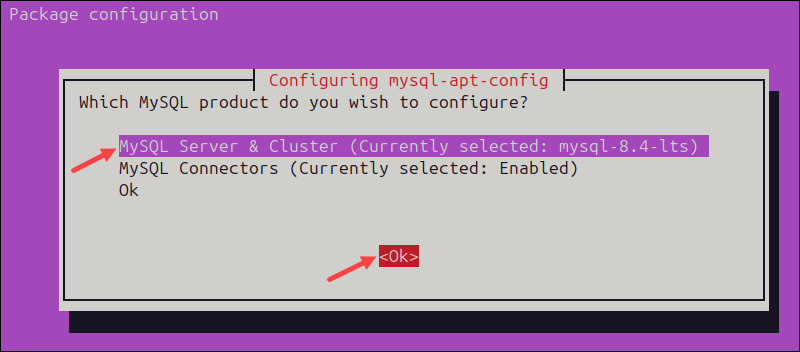 Package configuration
Configuring mysql-apt-config
Which MySQL product do you wish to configure?
MySQL Server & Cluster (Currently selected: mysql-8.4-lts)
MySQL Connectors (Currently selected: Enabled)
Ok
<Ok>